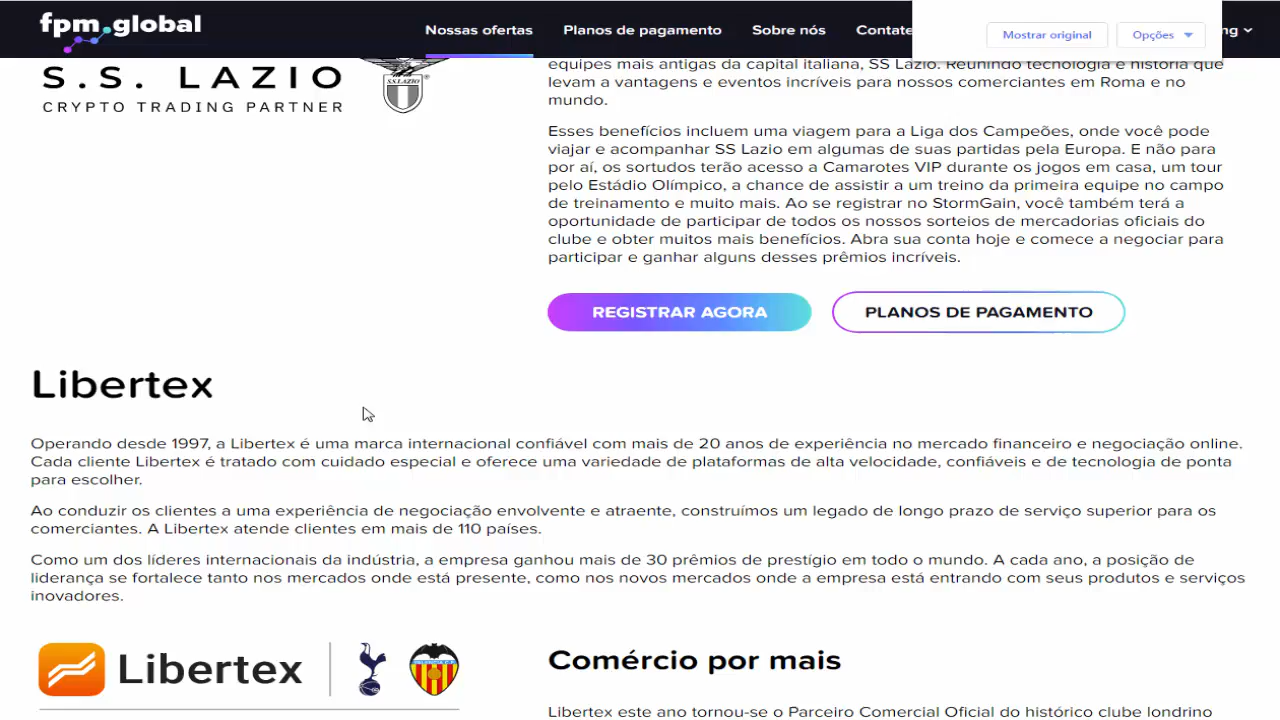 fpm.global
Nossas ofertas
Planos de pagamento
Sobre nós
Contate
Mostrar original
Opções
ng
S.S. LAZIO
CRYPTO TRADING PARTNER
S.S.LAZIO
equipes mais antigas da capital italiana, SS Lazio. Reunindo tecnologia e história que
levam a vantagens e eventos incríveis para nossos comerciantes em Roma e no
mundo.
Esses benefícios incluem uma viagem para a Liga dos Campeões, onde você pode
viajar e acompanhar SS Lazio em algumas de suas partidas pela Europa. E não para
por aí, os sortudos terão acesso a Camarotes VIP durante os jogos em casa, um tour
pelo Estádio Olímpico, a chance de assistir a um treino da primeira equipe no campo
de treinamento e muito mais. Ao se registrar no StormGain, você também terá a
oportunidade de participar de todos os nossos sorteios de mercadorias oficiais do
clube e obter muitos mais benefícios. Abra sua conta hoje e comece a negociar para
participar e ganhar alguns desses prêmios incríveis.
REGISTRAR AGORA
PLANOS DE PAGAMENTO
Libertex
Operando desde 1997, a Libertex é uma marca internacional confiável com mais de 20 anos de experiência no mercado financeiro e negociação online.
Cada cliente Libertex é tratado com cuidado especial e oferece uma variedade de plataformas de alta velocidade, confiáveis e de tecnologia de ponta
para escolher.
Ao conduzir os clientes a uma experiência de negociação envolvente e atraente, construímos um legado de longo prazo de serviço superior para os
comerciantes. A Libertex atende clientes em mais de 110 países.
Como um dos líderes internacionais da indústria, a empresa ganhou mais de 30 prêmios de prestígio em todo o mundo. A cada ano, a posição de
liderança se fortalece tanto nos mercados onde está presente, como nos novos mercados onde a empresa está entrando com seus produtos e serviços
inovadores.
Libertex
Comércio por mais
Libertex este ano tornou-se o Parceiro Comercial Oficial do histórico clube londrino